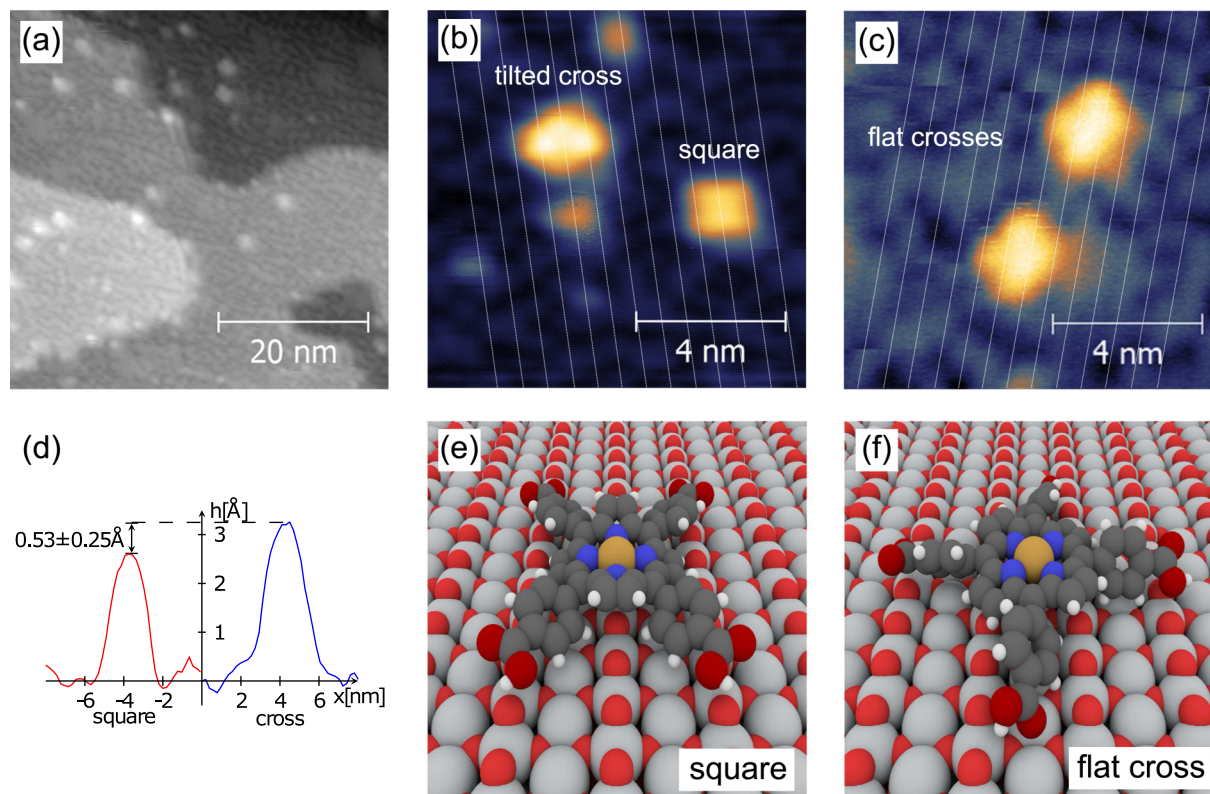 (a)
20 nm
(b)
tilted cross
square
4 nm
(c)
flat crosses
4 nm
(d)
h[Å]
3
0.53±0.25Å
2
1
-6 -4 -2 2 4 6 x[nm]
square cross
(e)
square
(f)
flat cross